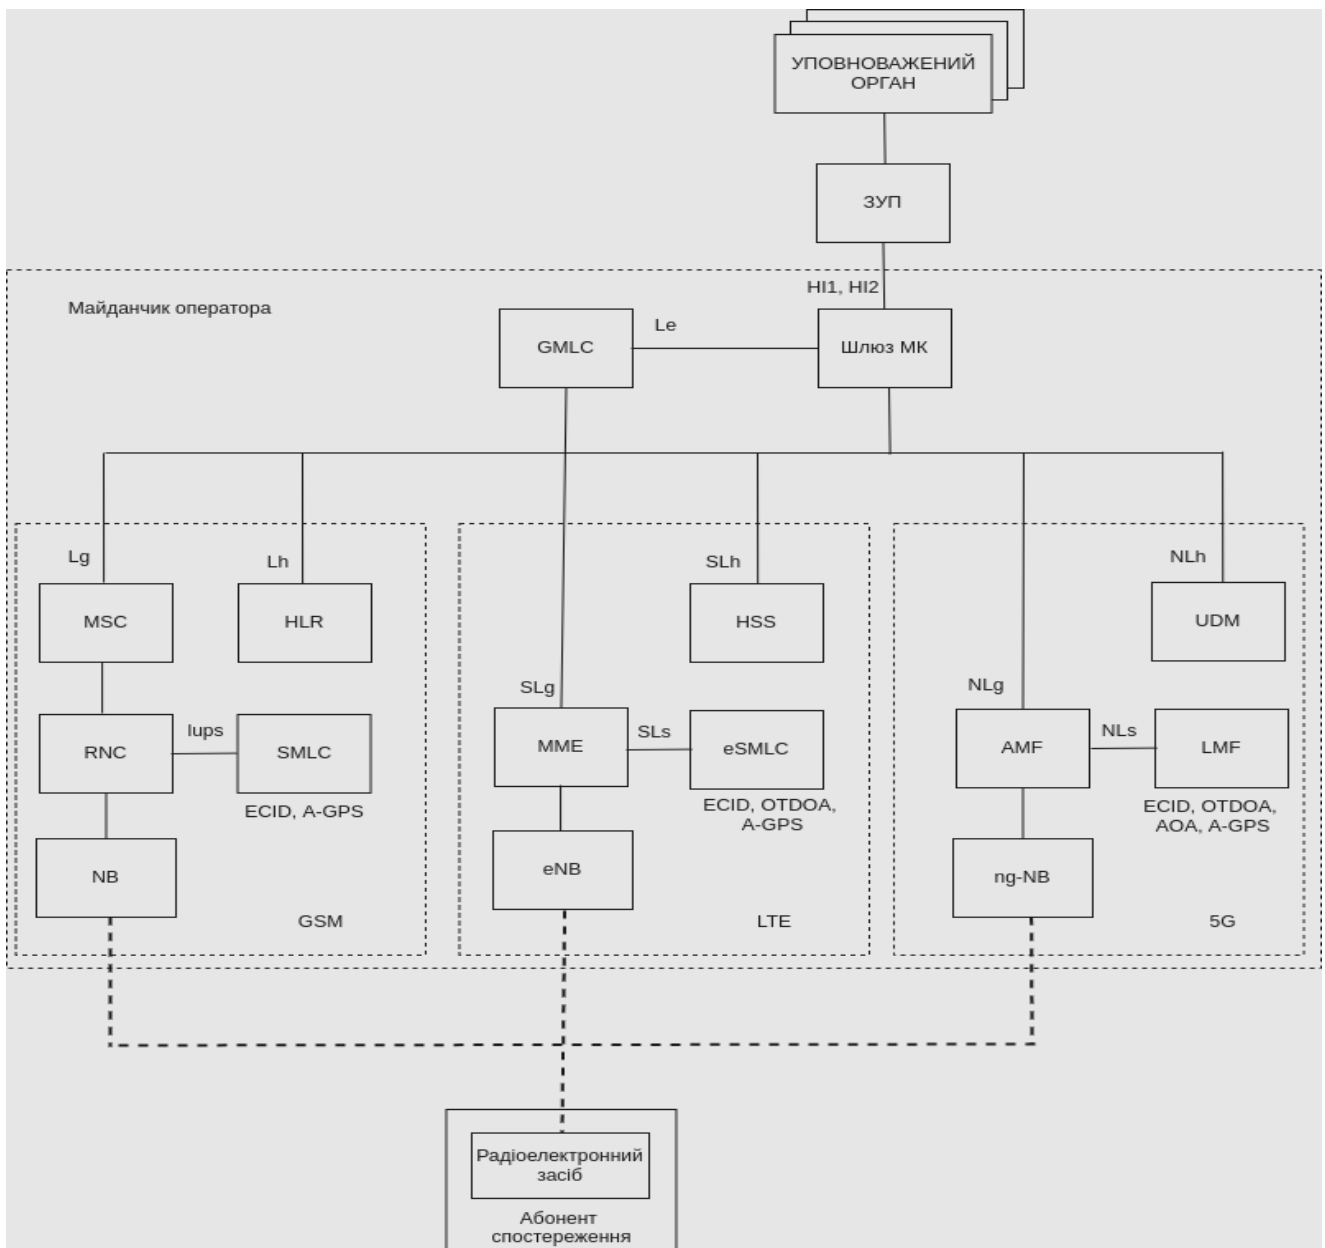 УПОВНОВАЖЕНИЙ
ОРГАН
ЗУП
HI1, HI2
Майданчик оператора
GMLC
Le
Шлюз МК
Lg
Lh
SLh
NLh
MSC
HLR
HSS
UDM
SLg
NLg
RNC
Iups
SMLC
MME
SLs
eSMLC
AMF
NLs
LMF
ECID, A-GPS
ECID, OTDOA,
A-GPS
ECID, OTDOA,
AOA, A-GPS
NB
eNB
ng-NB
GSM
LTE
5G
Радіоелектронний
засіб
Абонент
спостереження